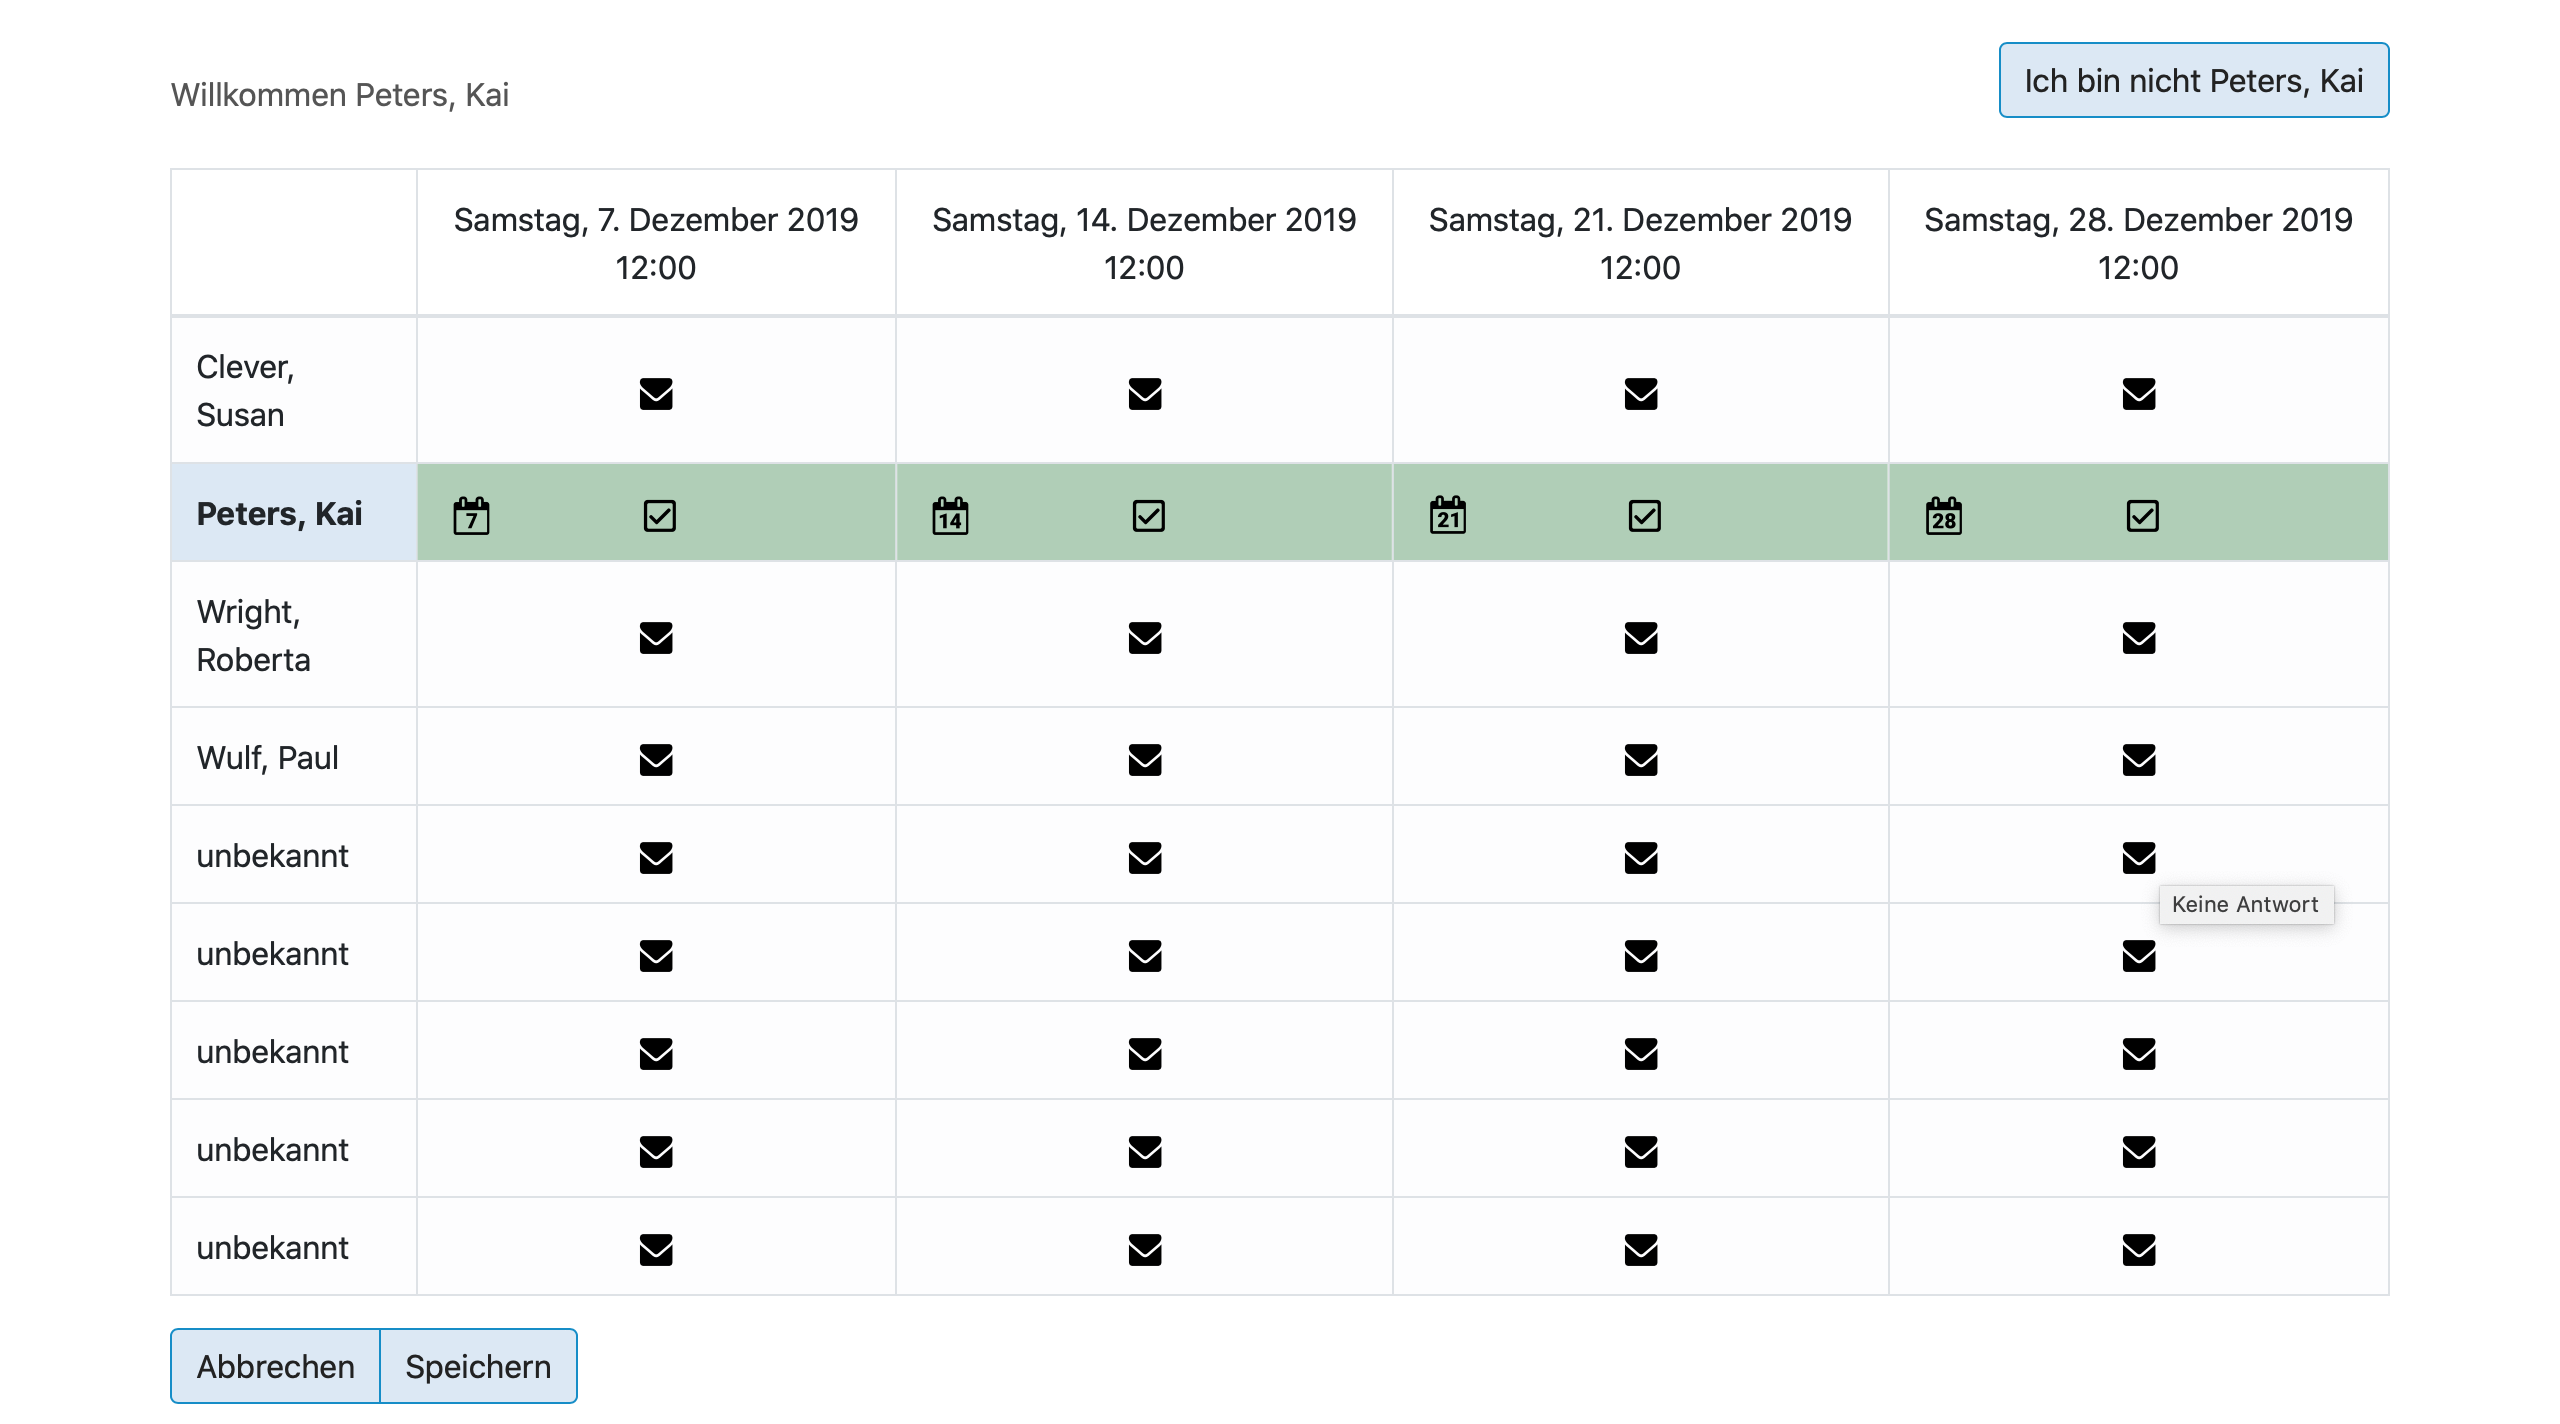 Willkommen Peters, Kai
Ich bin nicht Peters, Kai
Samstag, 7. Dezember 2019
12:00
Samstag, 14. Dezember 2019
12:00
Samstag, 21. Dezember 2019
12:00
Samstag, 28. Dezember 2019
12:00
Clever,
Susan
Peters, Kai
7
14
21
28
Wright,
Roberta
Wulf, Paul
unbekannt
Keine Antwort
unbekannt
unbekannt
unbekannt
unbekannt
Abbrechen
Speichern